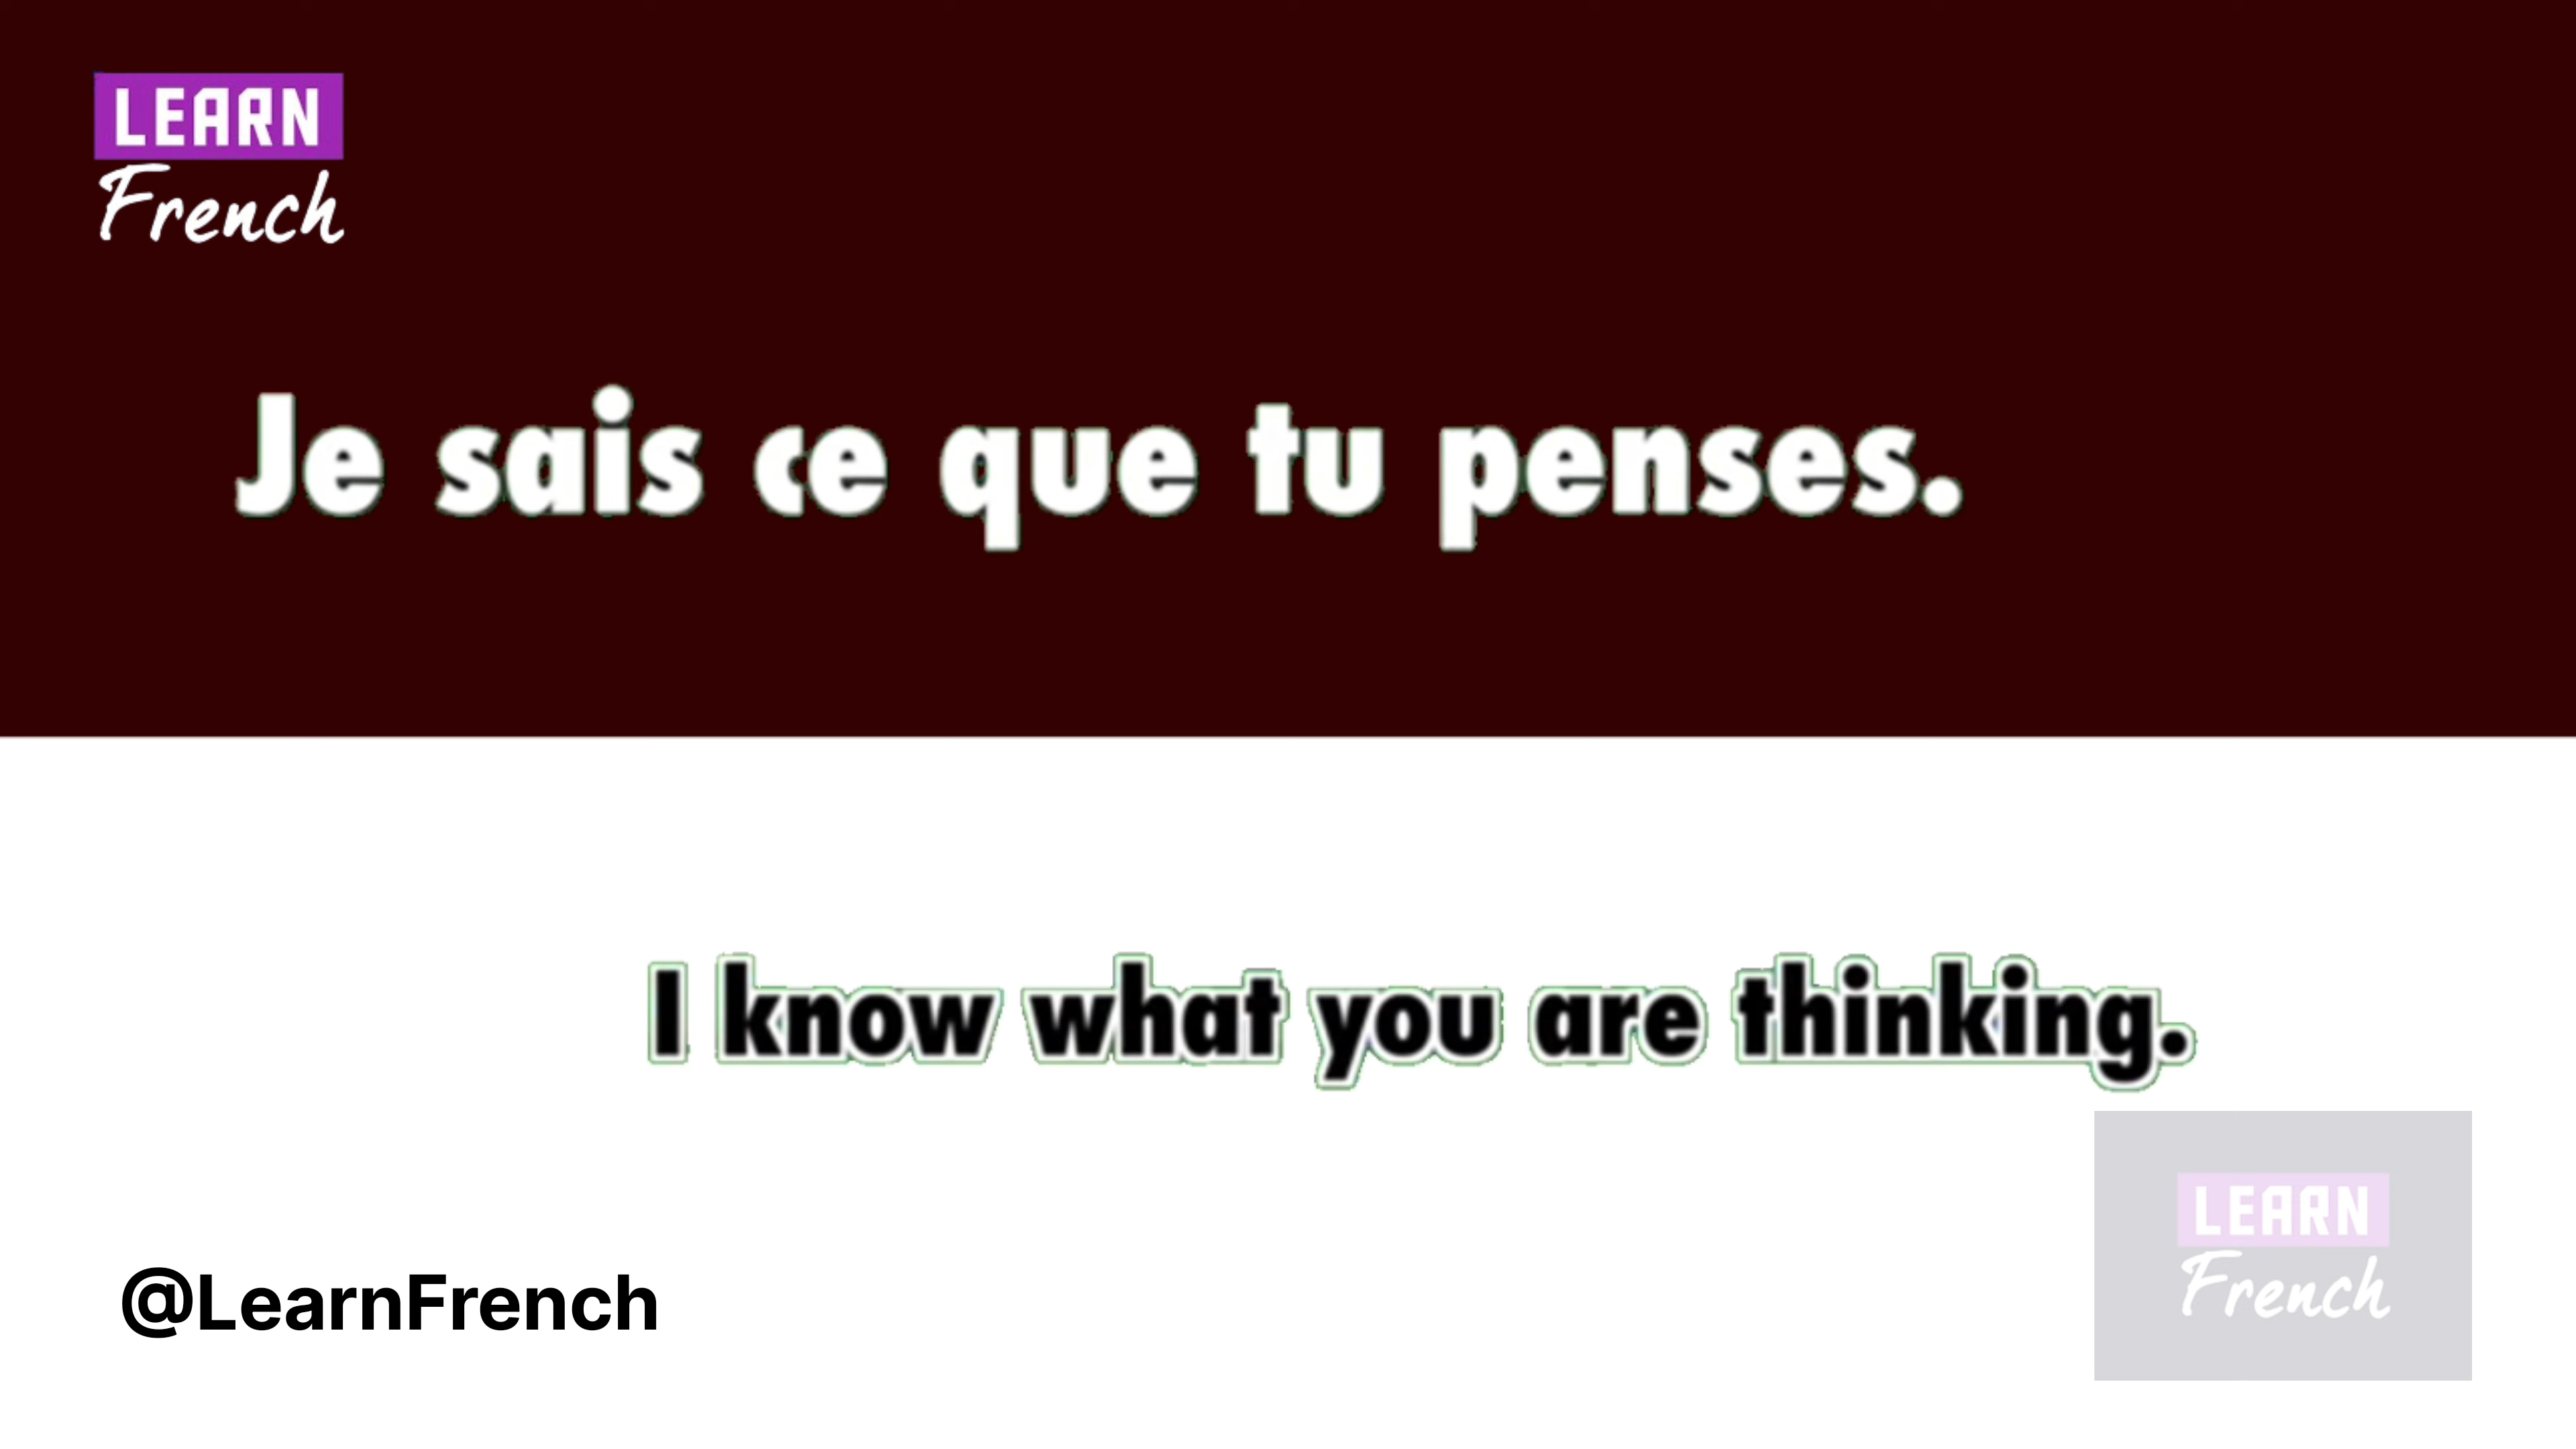 LEARN
French
Je sais ce que tu penses.
I know what you are thinking.
LEARN
French
@LearnFrench